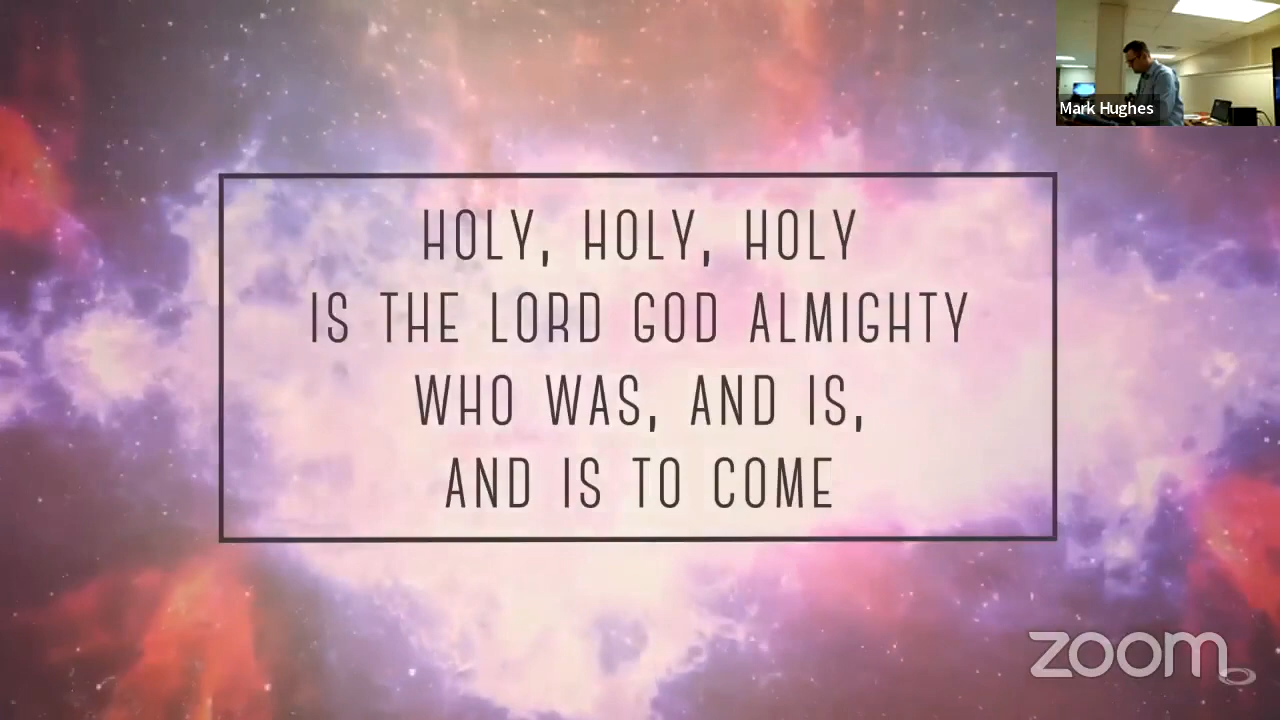 Mark Hughes
HOLY, HOLY, HOLY
IS THE LORD GOD ALMIGHTY
WHO WAS, AND IS,
AND IS TO COME
zoom